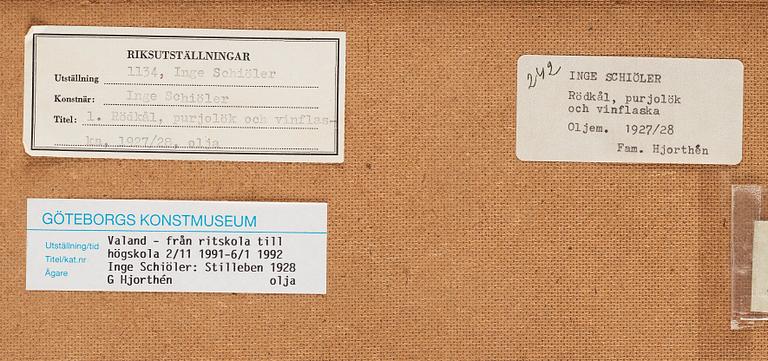 RIKSUTSTÄLLNINGAR
Utställning 1134, Inge Schiöler
Konstnär: Inge Schiöler
Titel: 1. Rödkål, purjolök och vinflas-
ka, 1927/28, olja
242 INGE SCHIÖLER
Rödkål, purjolök
och vinflaska
Oljem. 1927/28
Fam. Hjorthén
GÖTEBORGS KONSTMUSEUM
Utställning/tid Valand - från ritskola till
Titel/kat.nr högskola 2/11 1991-6/1 1992
Ägare Inge Schiöler: Stilleben 1928
G Hjorthén olja